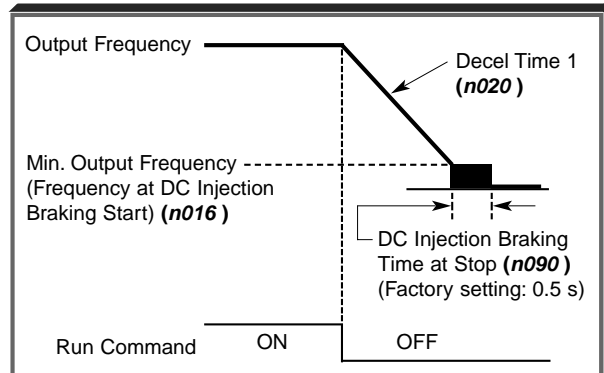 Output Frequency
Decel Time 1
(n020 )
Min. Output Frequency
(Frequency at DC Injection
Braking Start) (n016 )
DC Injection Braking
Time at Stop (n090 )
(Factory setting: 0.5 s)
Run Command
ON
OFF